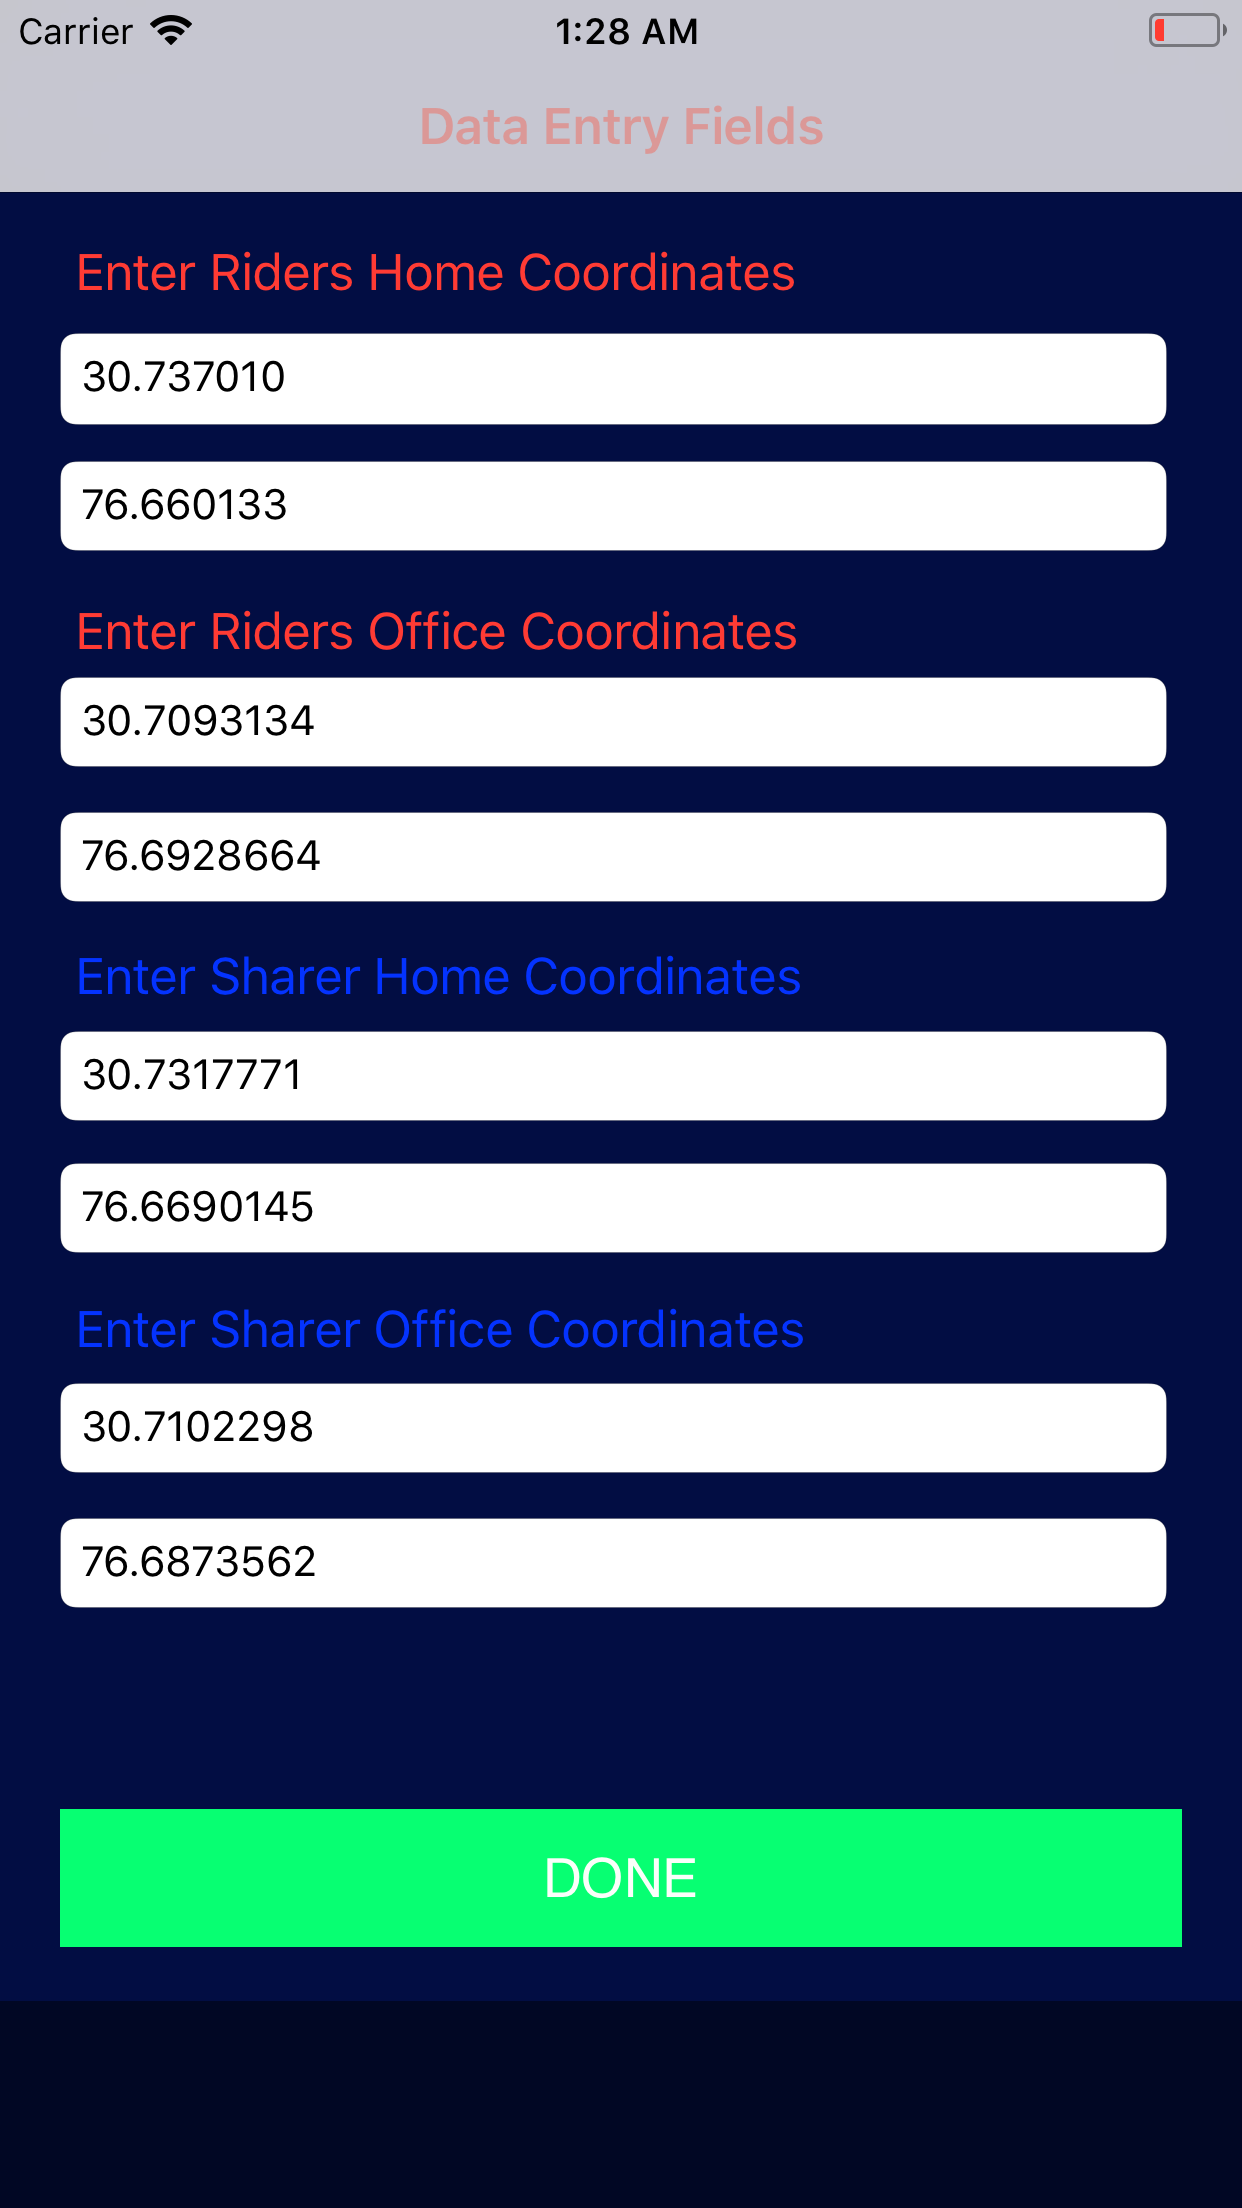 Carrier 1:28 AM
Data Entry Fields
Enter Riders Home Coordinates
30.737010
76.660133
Enter Riders Office Coordinates
30.7093134
76.6928664
Enter Sharer Home Coordinates
30.7317771
76.6690145
Enter Sharer Office Coordinates
30.7102298
76.6873562
DONE